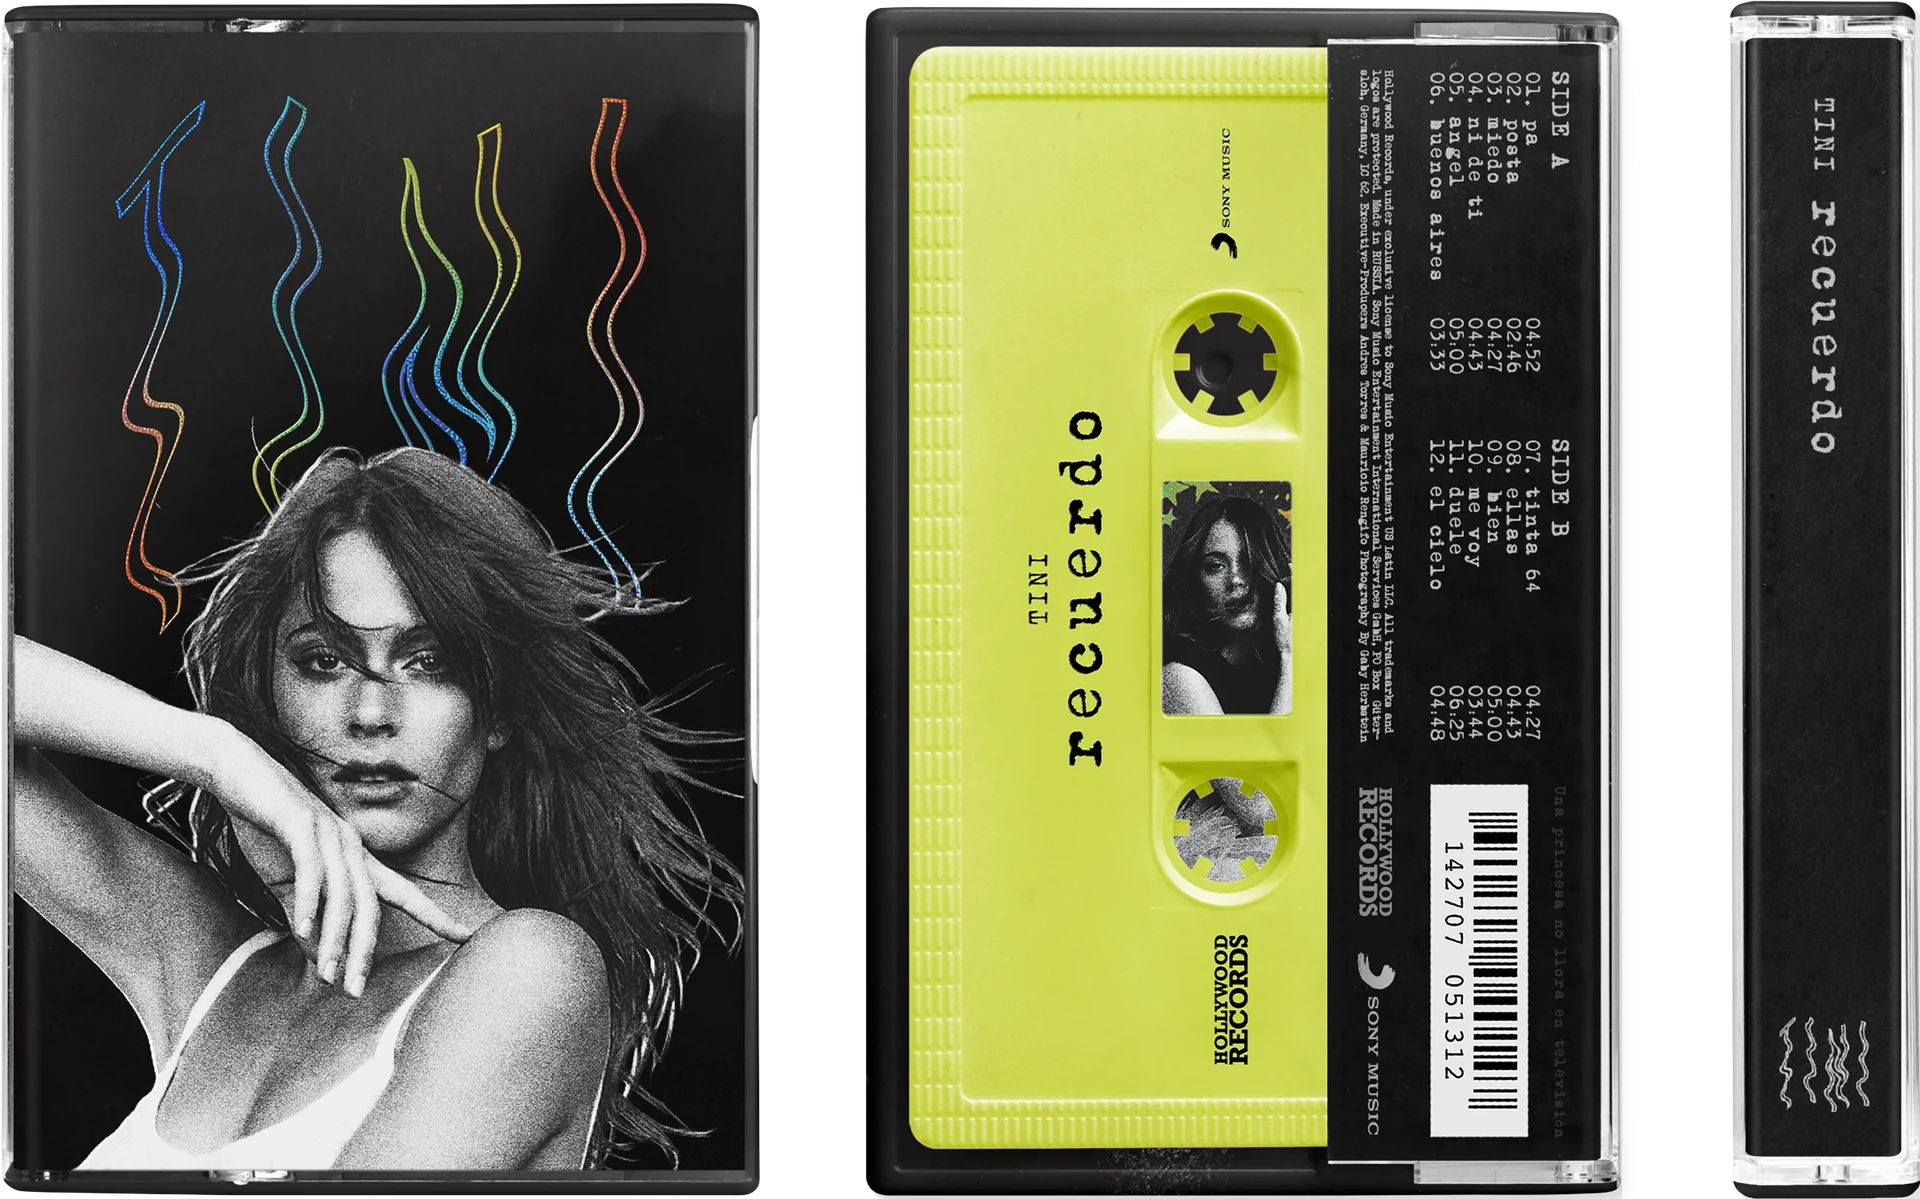 TINI
SONY MUSIC
TINI
recuerdo
HOLLYWOOD
RECORDS
SIDE A
01. pa 04:52
02. posta 02:46
03. miedo 04:27
04. ni de ti 04:43
05. angel 05:00
06. buenos aires 03:33
SIDE B
07. tinta 64 04:27
08. ellas 04:43
09. bien 05:00
10. me voy 03:44
11. duele 06:25
12. el cielo 04:48
Hollywood Records, under exclusive license to Sony Music Entertainment US Latin LLC, All trademarks and
logos are protected. Made in RUSSIA. Sony Music Entertainment International Services GmbH, PO Box Güter-
sloh, Germany, LC 62. Executive-Producers Andres Torres & Mauricio Rengifo Photography By Gaby Herbstein
Una princesa no llora en televisión
142707 051312
HOLLYWOOD
RECORDS
SONY MUSIC
TINI recuerdo